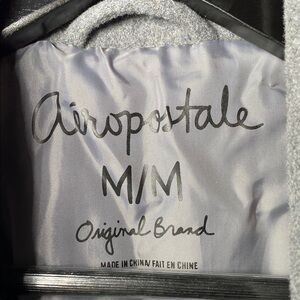 Aéropostale
M/M
Original Brand
MADE IN CHINA/ FAIT EN CHINE